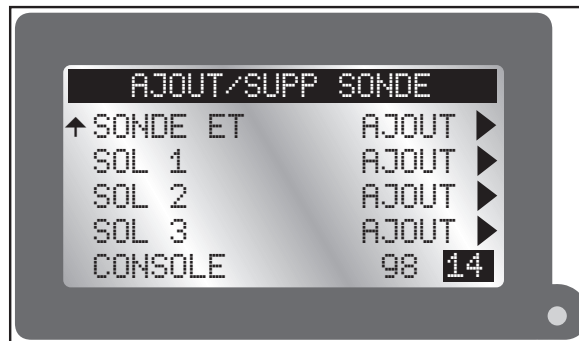 AJOUT/SUPP SONDE
SONDE ET AJOUT
SOL 1 AJOUT
SOL 2 AJOUT
SOL 3 AJOUT
CONSOLE 98 14